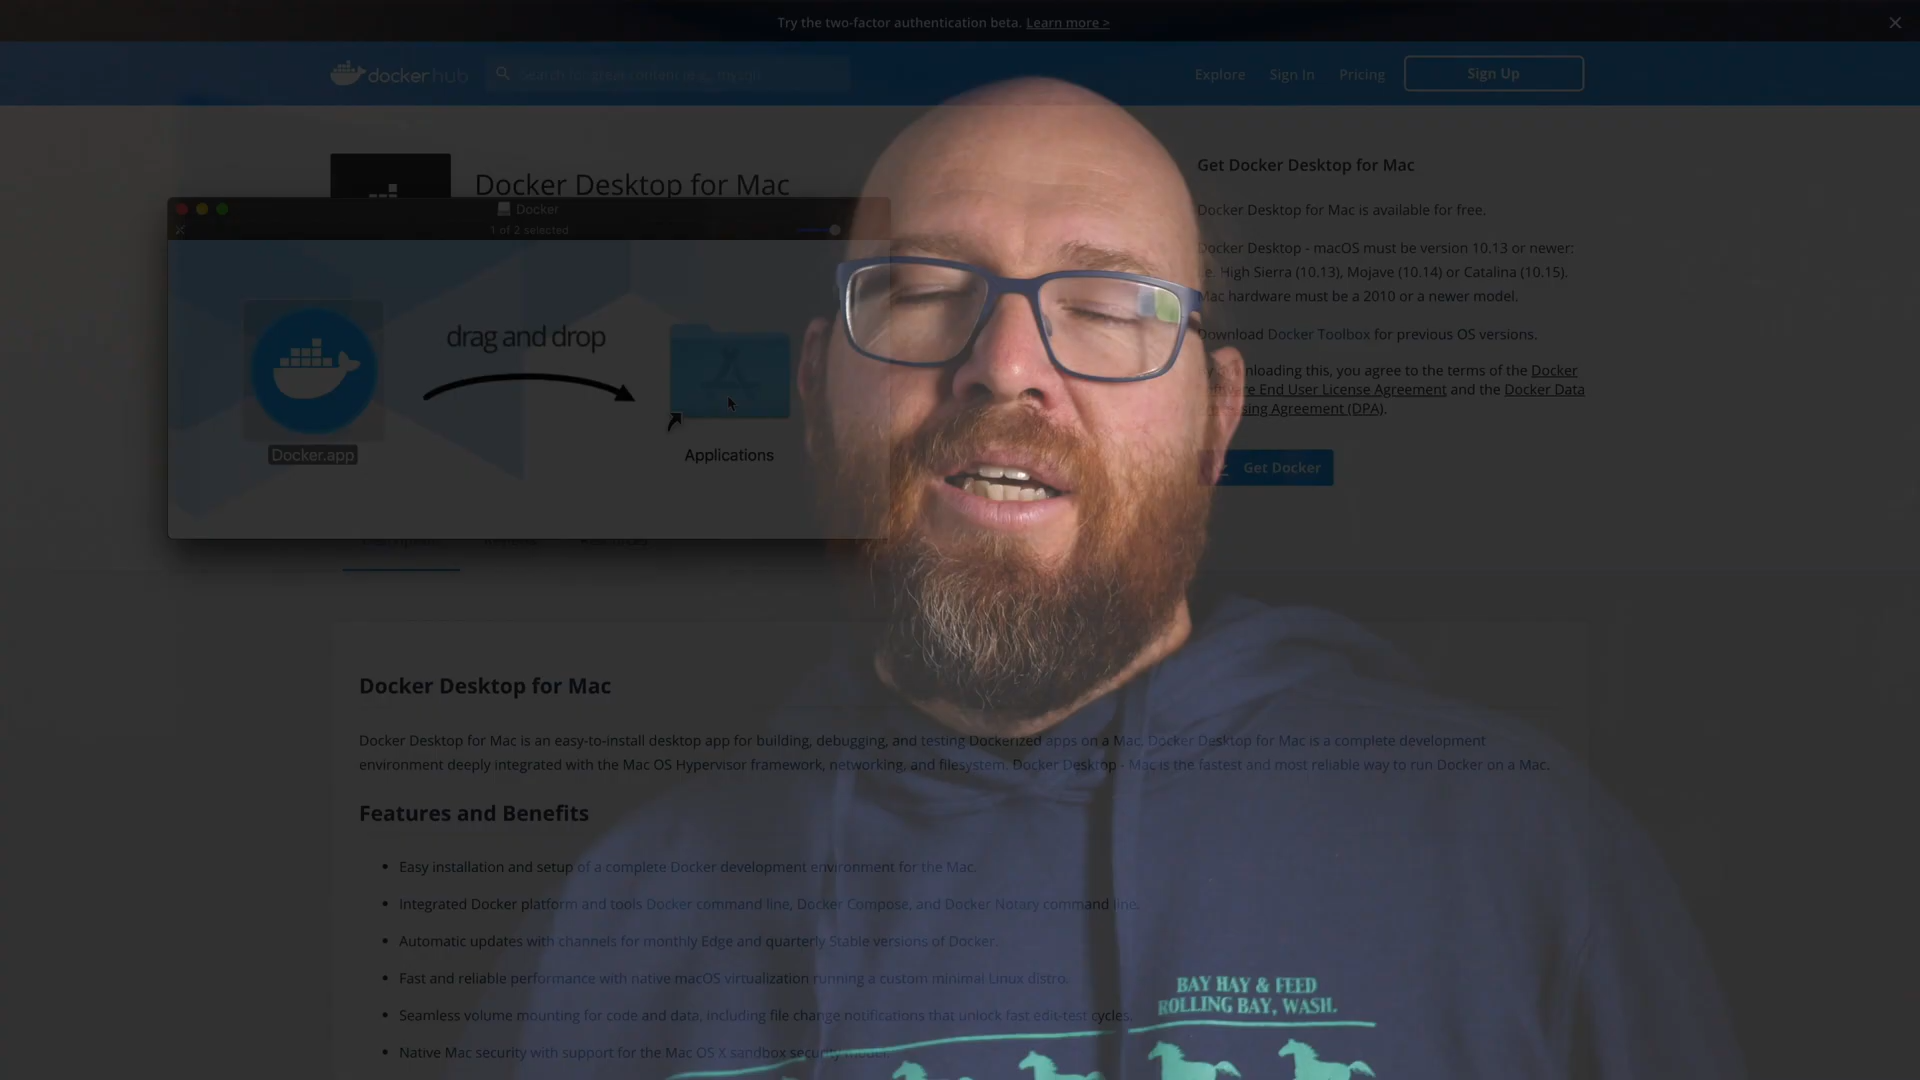 Try the two-factor authentication beta. Learn more >
docker hub
Search for great content (e.g., mysql)
Explore
Sign In
Pricing
Sign Up
Docker Desktop for Mac
Docker
1 of 2 selected
drag and drop
Docker.app
Applications
Get Docker Desktop for Mac
Docker Desktop for Mac is available for free.
Docker Desktop - macOS must be version 10.13 or newer:
i.e. High Sierra (10.13), Mojave (10.14) or Catalina (10.15).
Mac hardware must be a 2010 or a newer model.
Download Docker Toolbox for previous OS versions.
By downloading this, you agree to the terms of the Docker
Software End User License Agreement and the Docker Data
Agreement (DPA).
Get Docker
Docker Desktop for Mac
Docker Desktop for Mac is an easy-to-install desktop app for building, debugging, and testing Dockerized apps on a Mac. Docker Desktop for Mac is a complete development
environment deeply integrated with the Mac OS Hypervisor framework, networking, and filesystem. Docker Desktop - Mac is the fastest and most reliable way to run Docker on a Mac.
Features and Benefits
• Easy installation and setup of a complete Docker development environment for the Mac.
• Integrated Docker platform and tools Docker command line, Docker Compose, and Docker Notary command line.
• Automatic updates with channels for monthly Edge and quarterly Stable versions of Docker.
• Fast and reliable performance with native macOS virtualization running a custom minimal Linux distro.
• Seamless volume mounting for code and data, including file change notifications that unlock fast edit-test cycles.
• Native Mac security with support for the Mac OS X sandbox security model.
BAY HAY & FEED
ROLLING BAY, WASH.